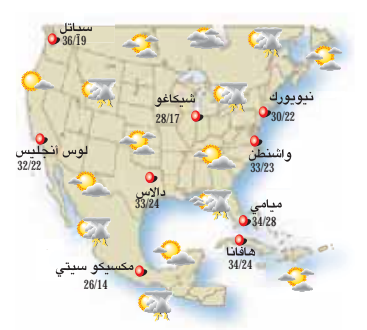 سياتل
36/19
شيكاغو
28/17
نيويورك
30/22
لوس انجليس
32/22
واشنطن
33/23
دالاس
33/24
ميامي
34/28
هافانا
34/24
مكسيكو سيتي
26/14